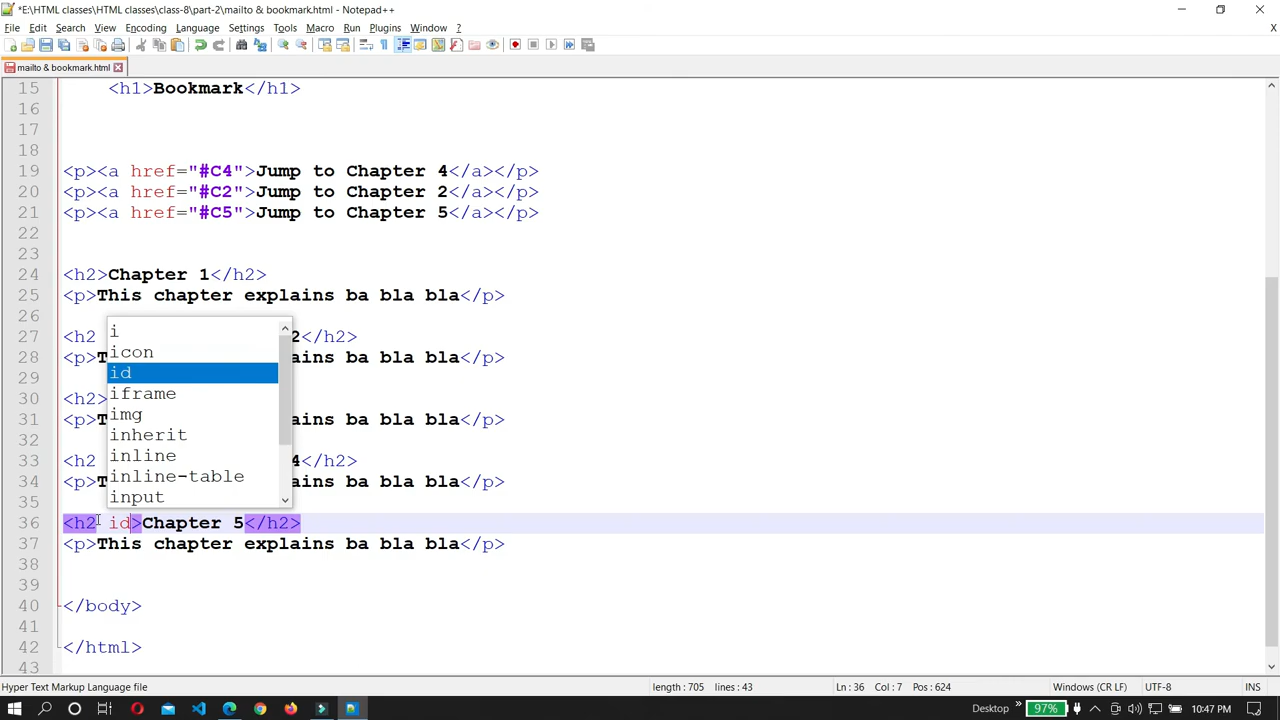 *E:\HTML classes\HTML classes\class-8\part-2\mailto & bookmark.html - Notepad++
File Edit Search View Encoding Language Settings Tools Macro Run Plugins Window ?
X
mailto & bookmark.html
15 <h1>Bookmark</h1>
16
17
18
19 <p><a href="#C4">Jump to Chapter 4</a></p>
20 <p><a href="#C2">Jump to Chapter 2</a></p>
21 <p><a href="#C5">Jump to Chapter 5</a></p>
22
23
24 <h2>Chapter 1</h2>
25 <p>This chapter explains ba bla bla</p>
26
i
27 <h2 2</h2>
icon
28 <p>T ains ba bla bla</p>
id
29
iframe
30 <h2>
img
31 <p>T ains ba bla bla</p>
inherit
32
inline
33 <h2 4</h2>
inline-table
34 <p>T ains ba bla bla</p>
input
35
36 <h2 id>Chapter 5</h2>
37 <p>This chapter explains ba bla bla</p>
38
39
40 </body>
41
42 </html>
43
Hyper Text Markup Language file length : 705 lines : 43 Ln : 36 Col : 7 Pos : 624 Windows (CR LF) UTF-8 INS
Desktop » 97% 10:47 PM